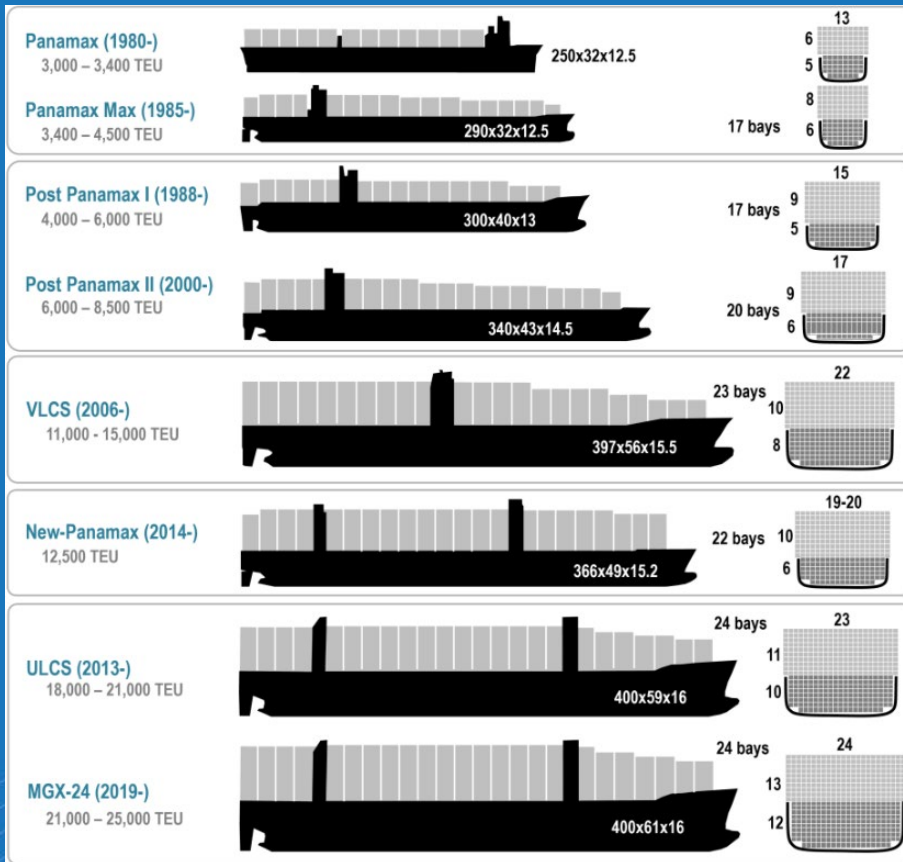 Panamax (1980-)
3,000 – 3,400 TEU
250x32x12.5
13
6
5
Panamax Max (1985-)
3,400 – 4,500 TEU
290x32x12.5
17 bays
8
6
Post Panamax I (1988-)
4,000 – 6,000 TEU
300x40x13
17 bays
15
9
5
Post Panamax II (2000-)
6,000 – 8,500 TEU
340x43x14.5
20 bays
17
9
6
VLCS (2006-)
11,000 - 15,000 TEU
397x56x15.5
23 bays
22
10
8
New-Panamax (2014-)
12,500 TEU
366x49x15.2
22 bays
19-20
10
6
ULCS (2013-)
18,000 – 21,000 TEU
400x59x16
24 bays
23
11
10
MGX-24 (2019-)
21,000 – 25,000 TEU
400x61x16
24 bays
24
13
12